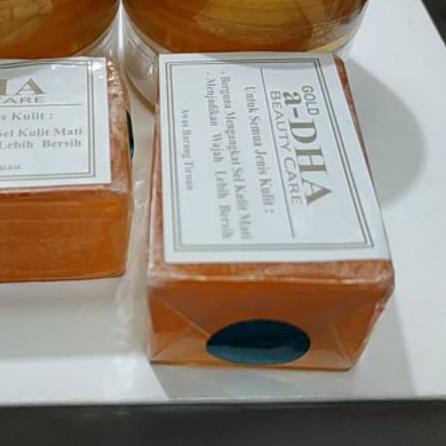 HA
CARE
s Kulit :
Sel Kulit Mati
Lebih Bersih
ruan
GOLD
a-DHA
BEAUTY CARE
Untuk Semua Jenis Kulit :
- Berguna Mengangkat Sel Kulit Mati
- Menjadikan Wajah Lebih Bersih
Awas Barang Tiruan